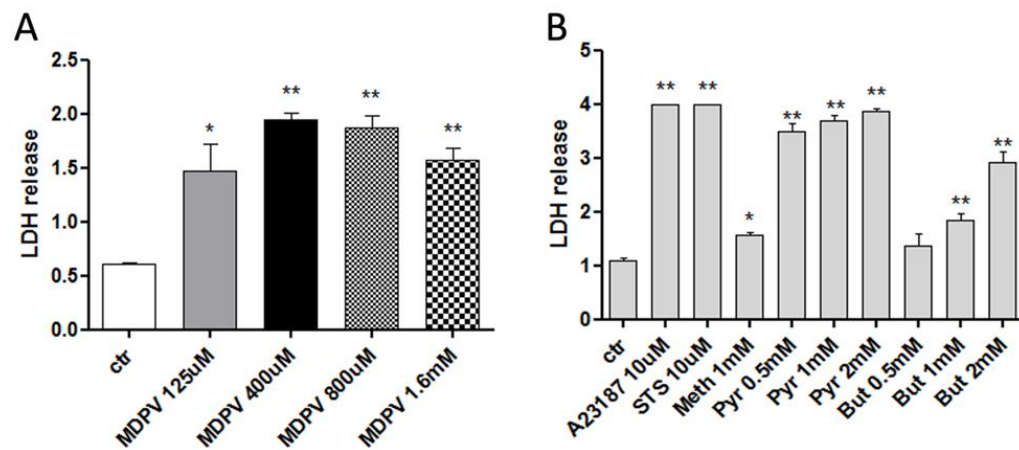 A
LDH release
2.5
2.0
1.5
1.0
0.5
0.0
*
**
**
**
ctr
MDPV 125uM
MDPV 400uM
MDPV 800uM
MDPV 1.6mM
B
LDH release
5
4
3
2
1
0
**
**
*
**
**
**
**
**
ctr
A23187 10uM
STS 10uM
Meth 1mM
Pyr 0.5mM
Pyr 1mM
Pyr 2mM
But 0.5mM
But 1mM
But 2mM